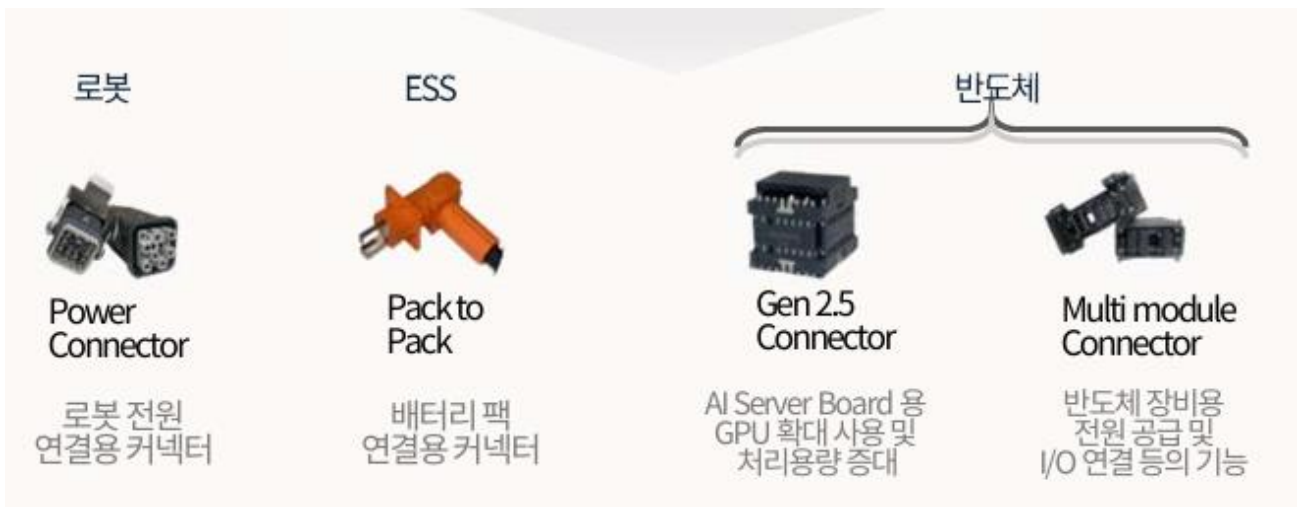 로봇
ESS
반도체
Power
Connector
로봇 전원
연결용 커넥터
Pack to
Pack
배터리 팩
연결용 커넥터
Gen 2.5
Connector
AI Server Board 용
GPU 확대 사용 및
처리용량 증대
Multi module
Connector
반도체 장비용
전원 공급 및
I/O 연결 등의 기능